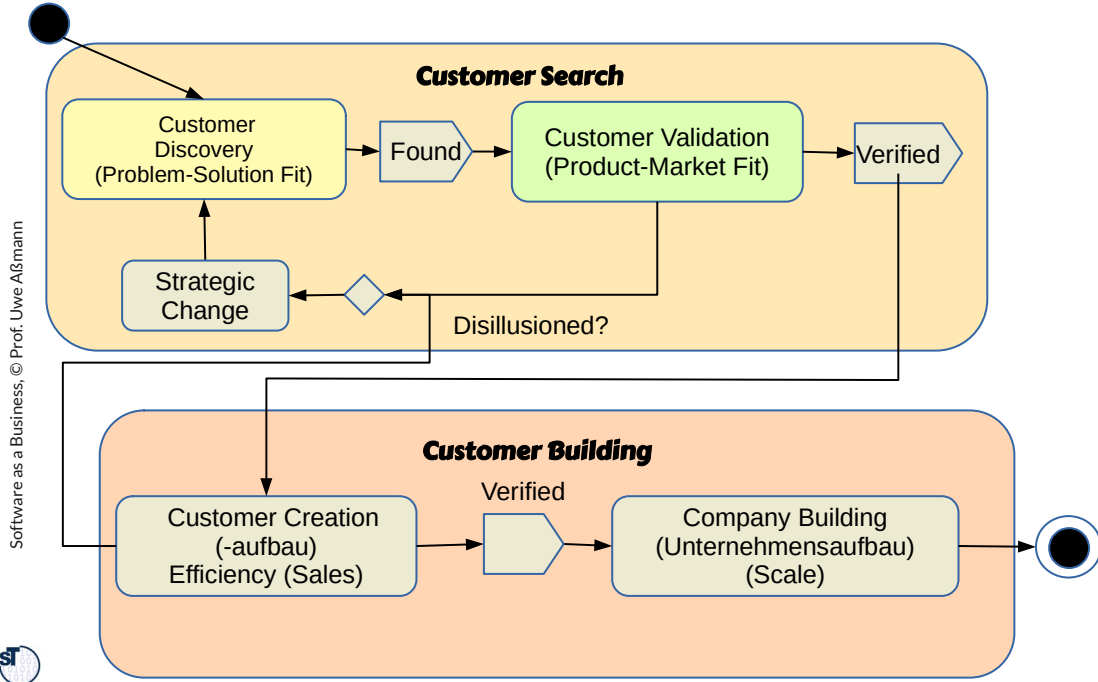 Customer Search
Customer
Discovery
(Problem-Solution Fit)
Found
Customer Validation
(Product-Market Fit)
Verified
Strategic
Change
Disillusioned?
Software as a Business, © Prof. Uwe Aßmann
Customer Building
Verified
Customer Creation
(-aufbau)
Efficiency (Sales)
Company Building
(Unternehmensaufbau)
(Scale)
ST